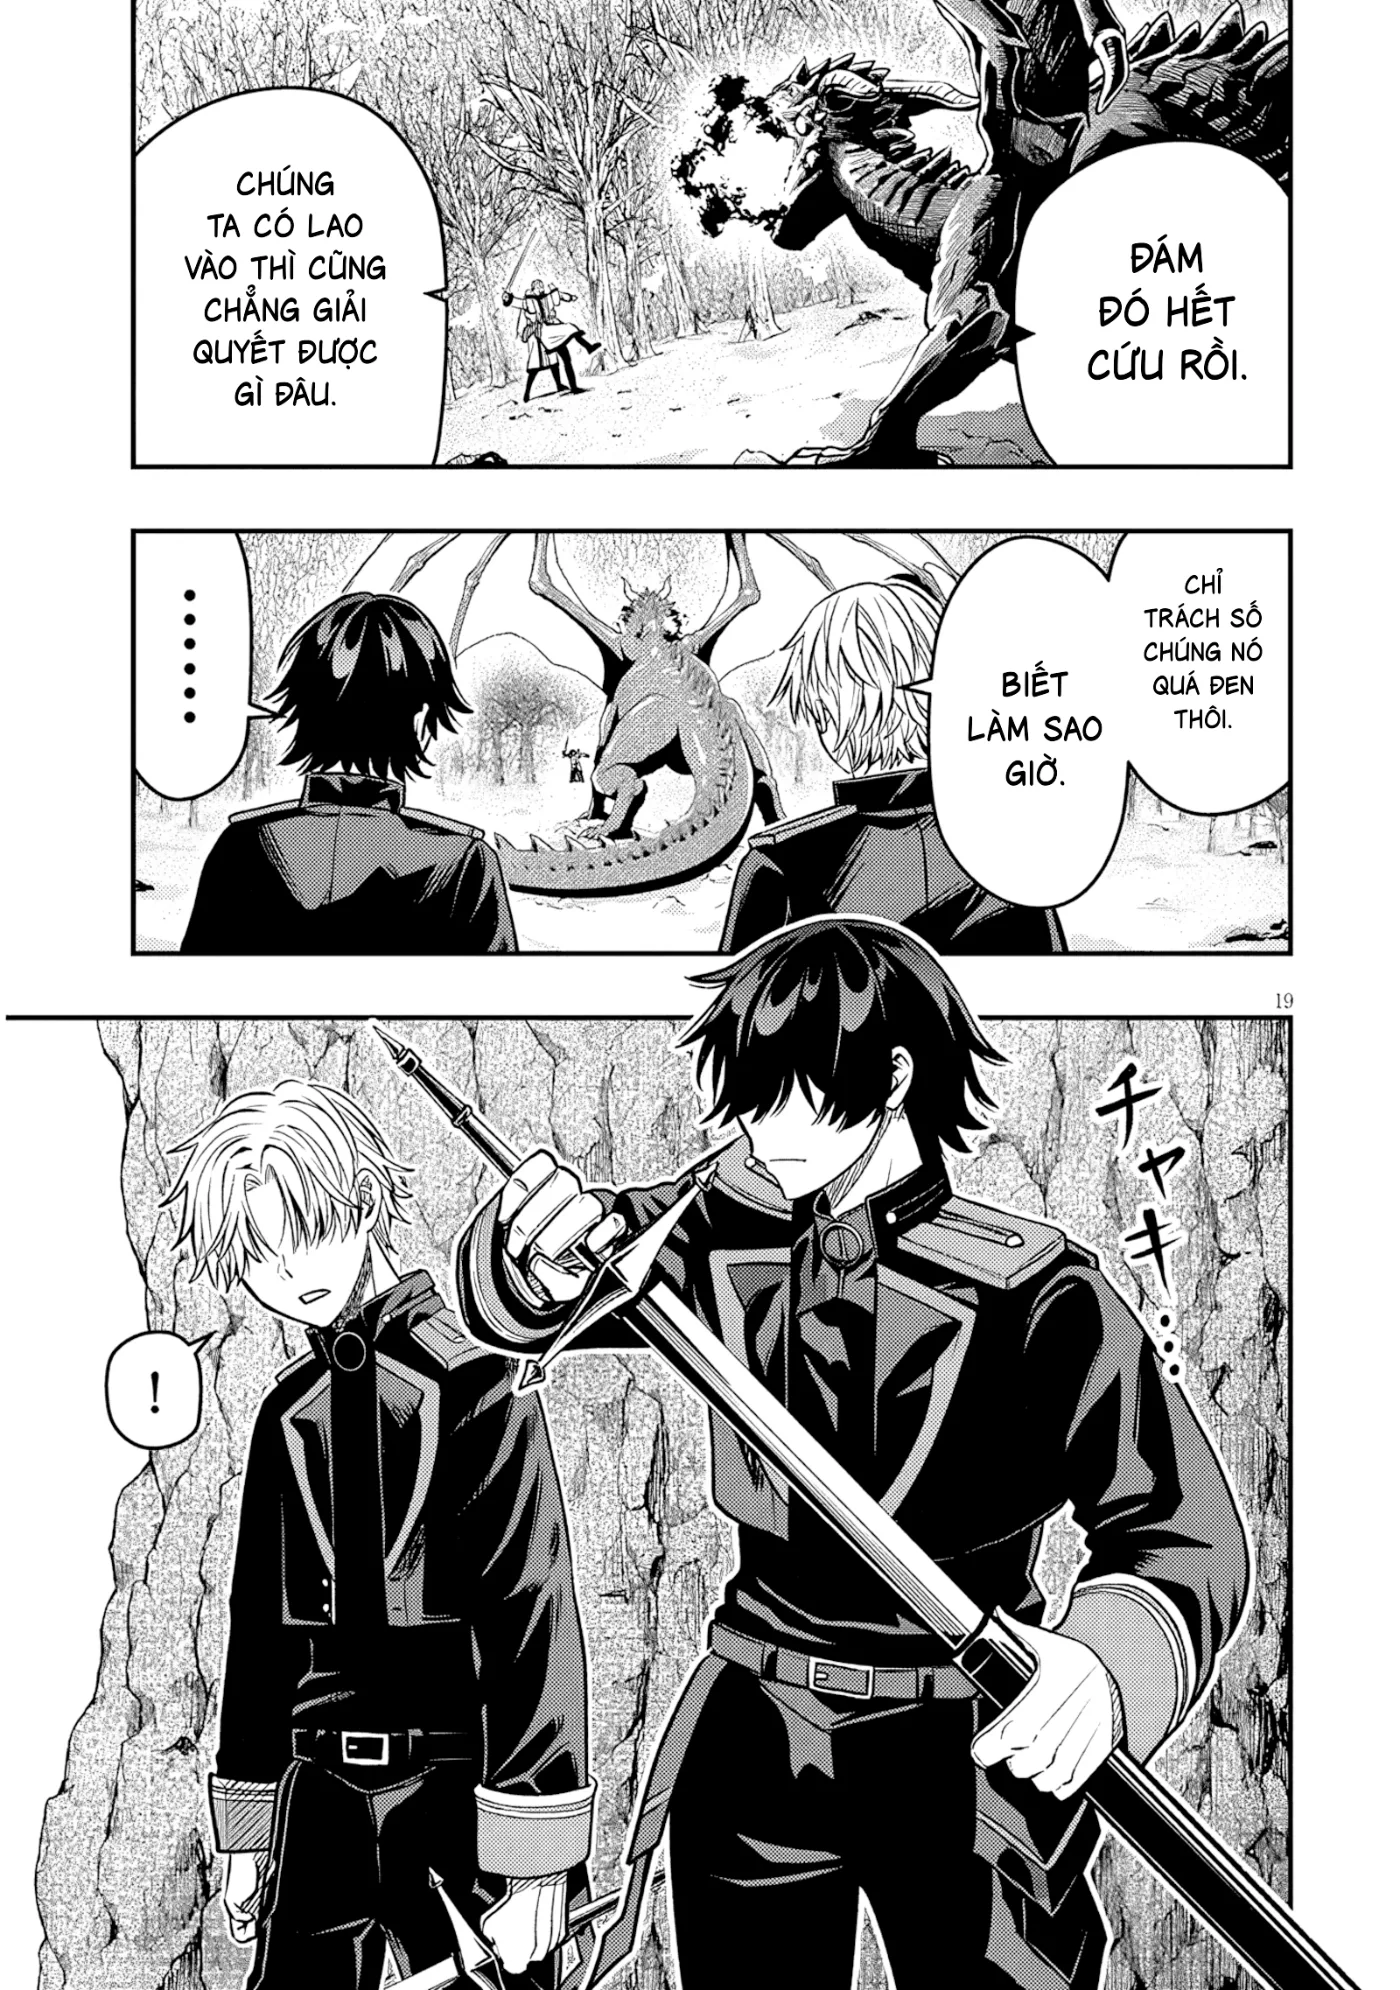 ĐÁM
ĐÓ HẾT
CỨU RỒI.
CHÚNG
TA CÓ LAO
VÀO THÌ CŨNG
CHẲNG GIẢI
QUYẾT ĐƯỢC
GÌ ĐÂU.
CHỈ
TRÁCH SỐ
CHÚNG NÓ
QUÁ ĐEN
THÔI.
BIẾT
LÀM SAO
GIỜ.
......
19
チャキ...
!